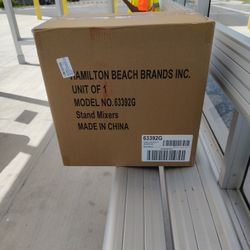 HAMILTON BEACH BRANDS INC.
UNIT OF 1
MODEL NO. 63392G
Stand Mixers
MADE IN CHINA
63392G